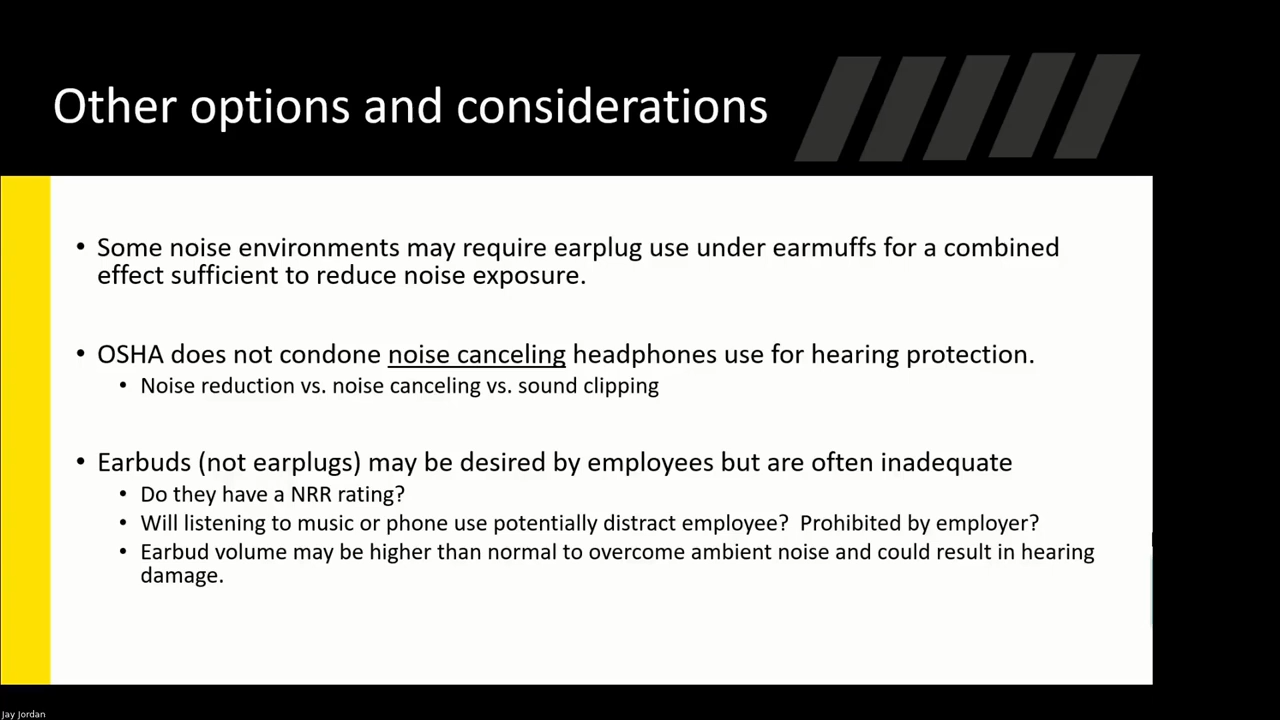 Other options and considerations
• Some noise environments may require earplug use under earmuffs for a combined
effect sufficient to reduce noise exposure.
• OSHA does not condone noise canceling headphones use for hearing protection.
• Noise reduction vs. noise canceling vs. sound clipping
• Earbuds (not earplugs) may be desired by employees but are often inadequate
• Do they have a NRR rating?
• Will listening to music or phone use potentially distract employee?  Prohibited by employer?
• Earbud volume may be higher than normal to overcome ambient noise and could result in hearing
damage.
Jay Jordan